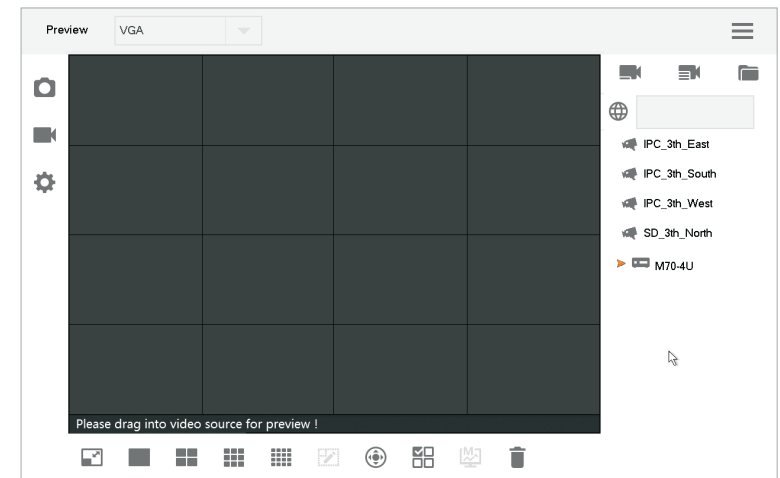 Preview VGA
IPC_3th_East
IPC_3th_South
IPC_3th_West
SD_3th_North
M70-4U
Please drag into video source for preview !